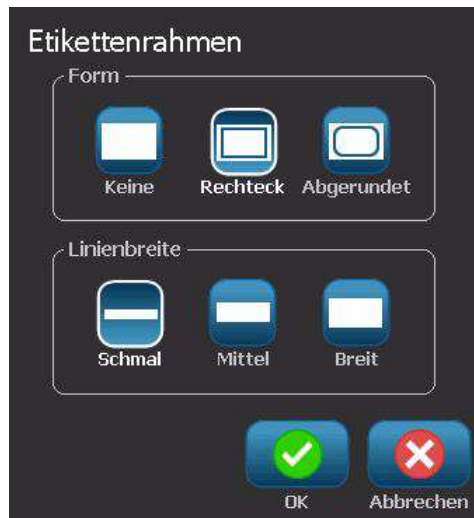 Etikettenrahmen
Form
Keine Rechteck Abgerundet
Linienbreite
Schmal Mittel Breit
OK Abbrechen